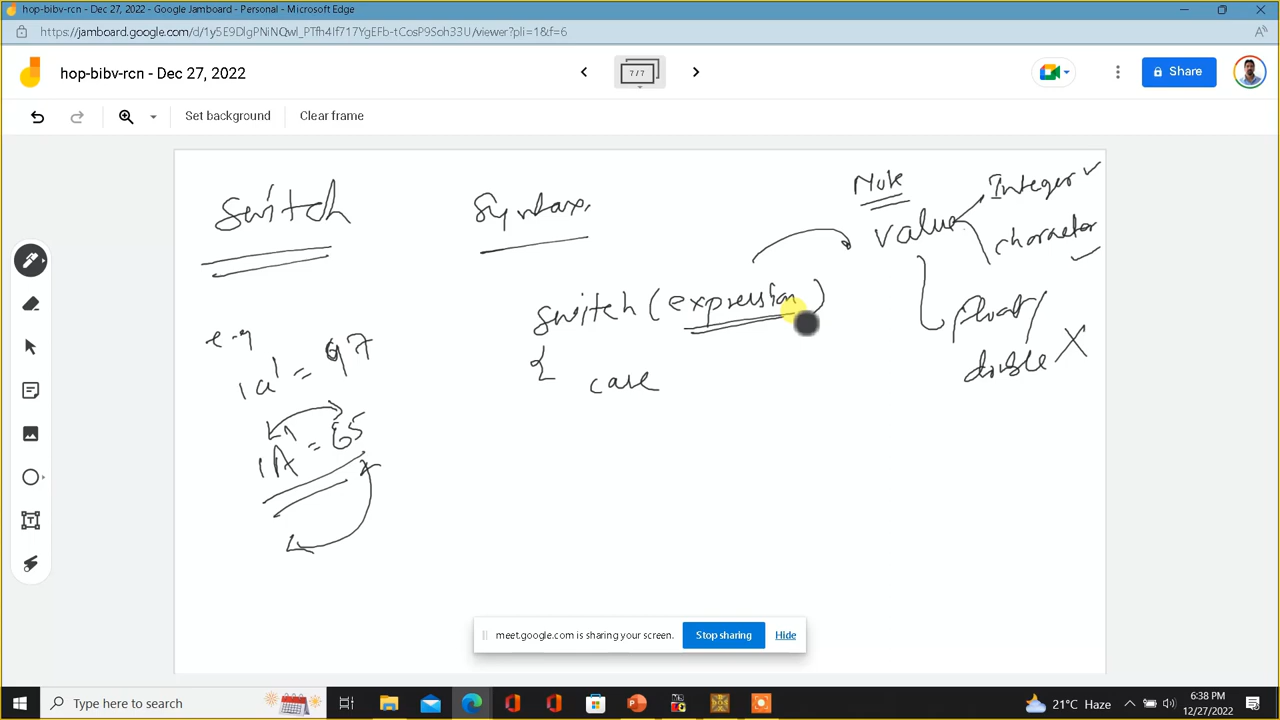 hop-bibv-rcn - Dec 27, 2022 - Google Jamboard - Personal - Microsoft Edge
https://jamboard.google.com/d/1y5E9DlgPNiNQwl_PTfh4If717YgEFb-tCosP9Soh33U/viewer?pli=1&f=6
hop-bibv-rcn - Dec 27, 2022
7/7
Share
Set background
Clear frame
Switch
Syntax,
Note
value
Integer
character
float/
double
switch (expression)
{
case
e-g
'a' = 97
'A' = 65
meet.google.com is sharing your screen.
Stop sharing
Hide
Type here to search
21°C Haze
6:38 PM
12/27/2022